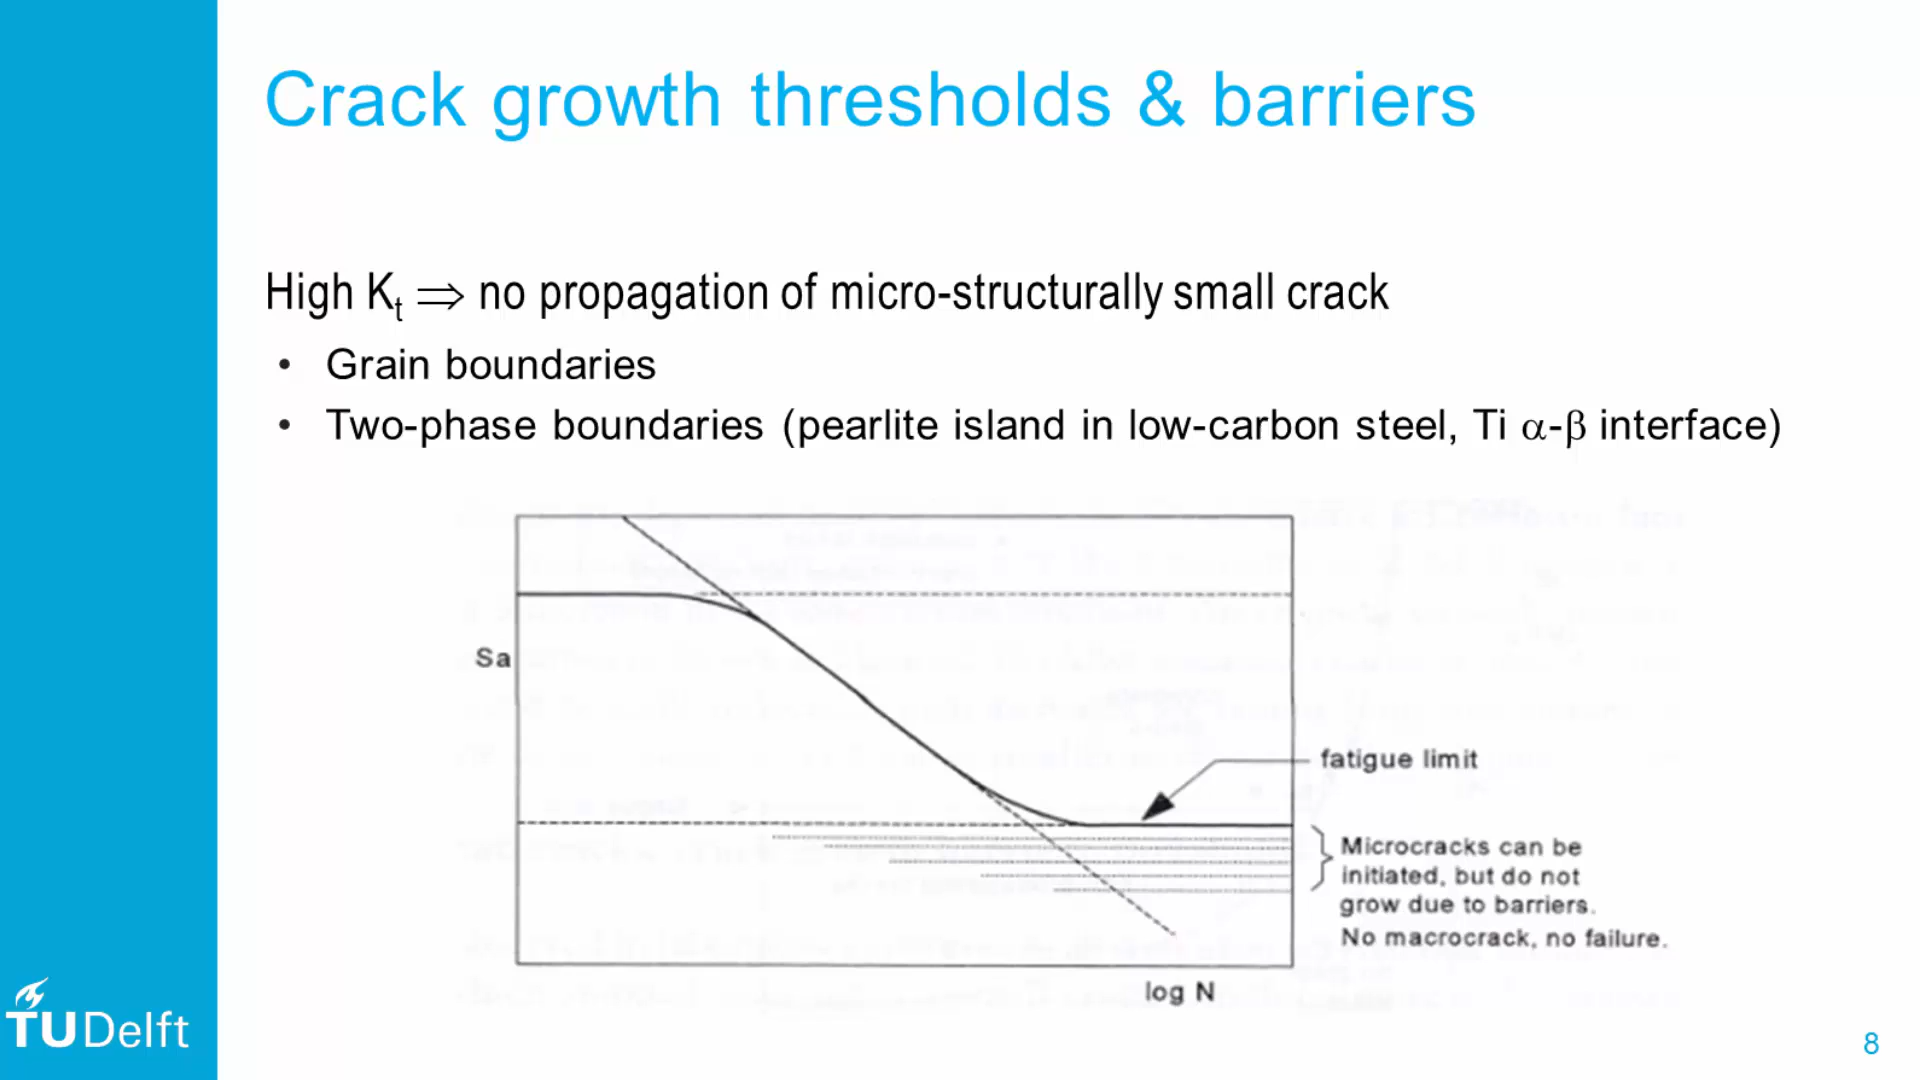 Crack growth thresholds & barriers
High Kt ⇒ no propagation of micro-structurally small crack
• Grain boundaries
• Two-phase boundaries (pearlite island in low-carbon steel, Ti α-β interface)
Sa
fatigue limit
Microcracks can be
initiated, but do not
grow due to barriers.
No macrocrack, no failure.
log N
TUDelft
8